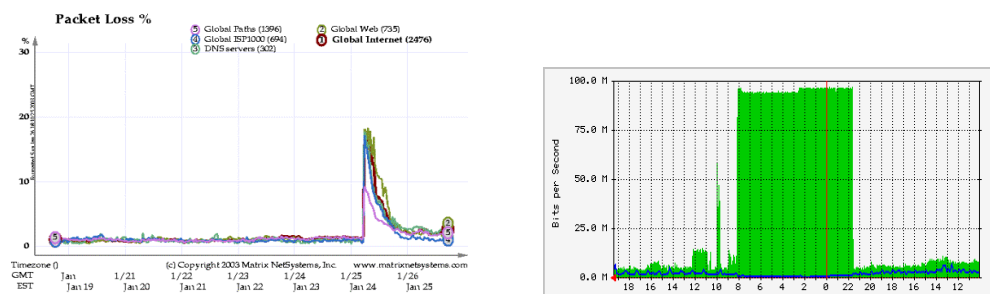 Packet Loss %
5 Global Paths (1396)
2 Global Web (735)
4 Global ISP1000 (694)
1 Global Internet (2476)
3 DNS servers (302)
%
30
20
10
0
5
2
3
4
Timezone ()
(c) Copyright 2003 Matrix NetSystems, Inc.
www.matrixnetsystems.com
GMT Jan 1/21 1/22 1/23 1/24 1/25 1/26
EST Jan 19 Jan 20 Jan 21 Jan 22 Jan 23 Jan 24 Jan 25
Bits per Second
100.0 M
75.0 M
50.0 M
25.0 M
0.0 M
18 16 14 12 10 8 6 4 2 0 22 20 18 16 14 12